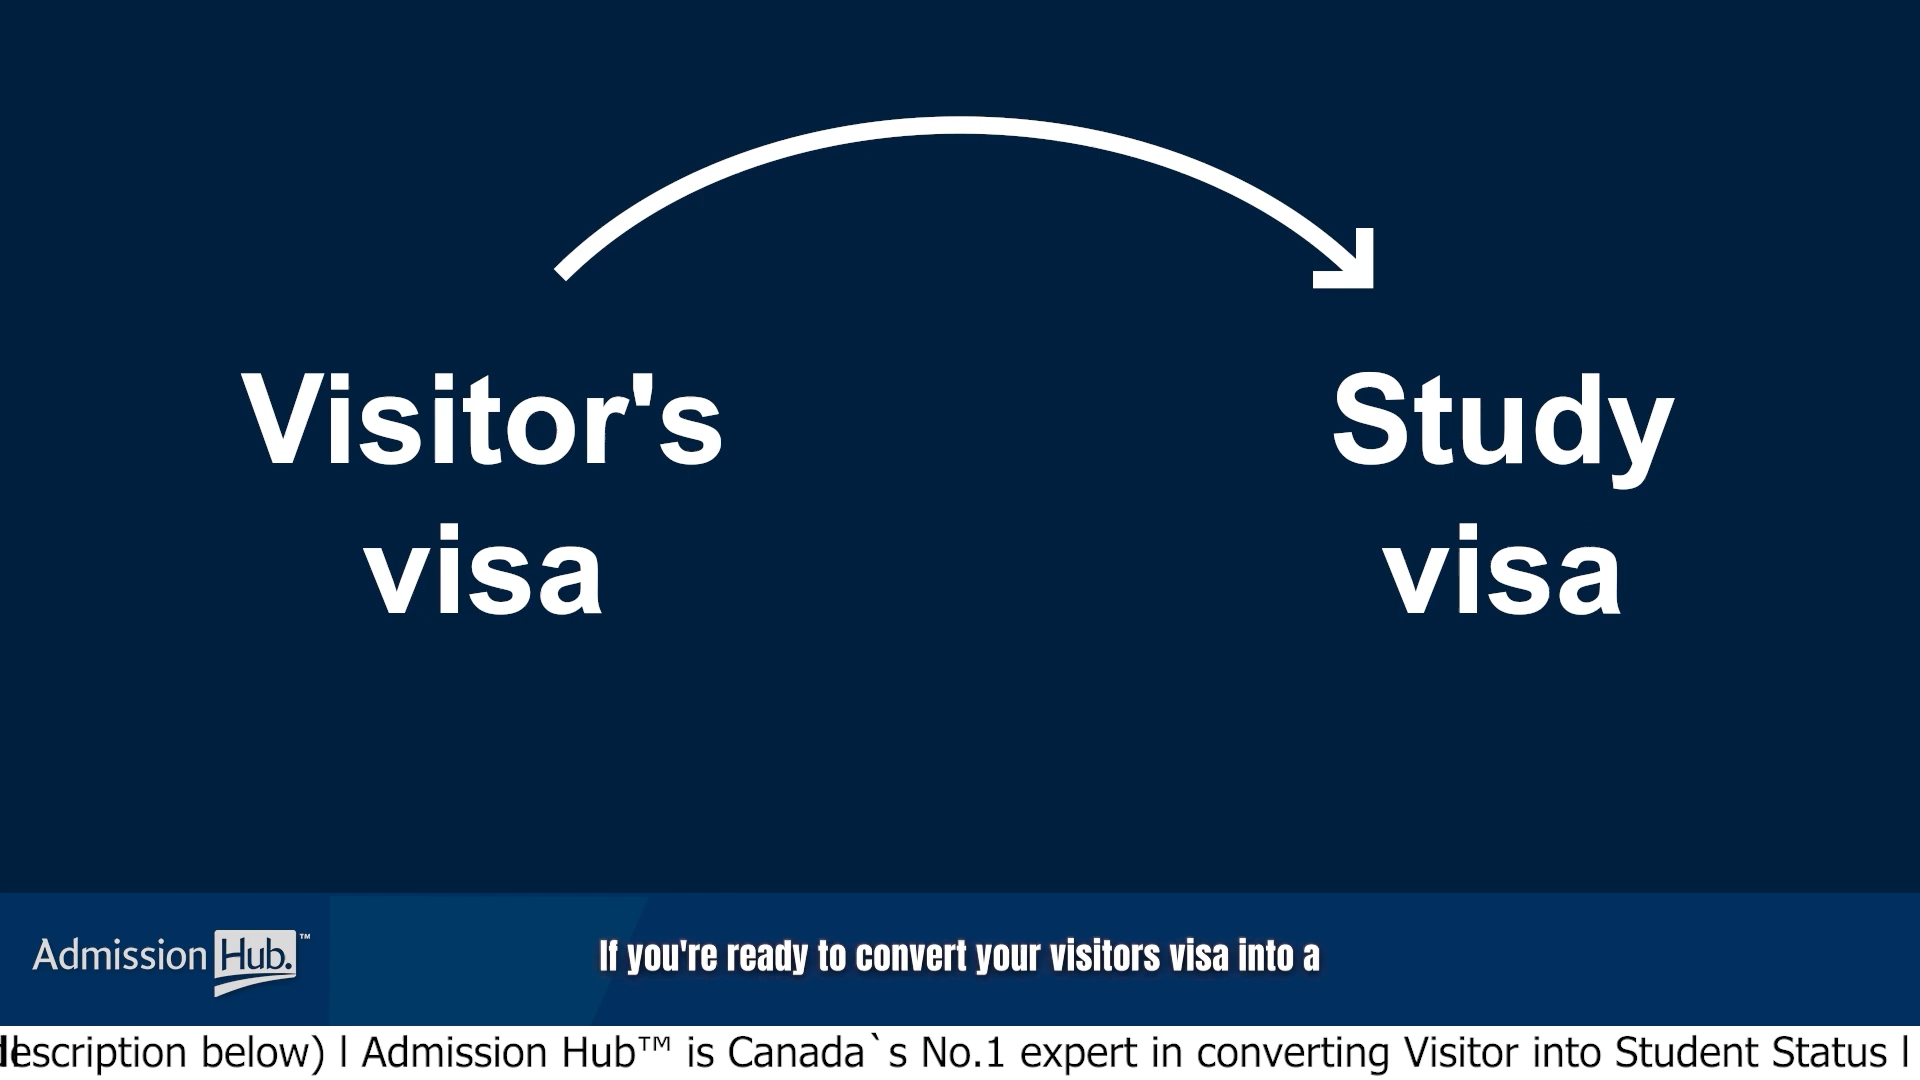 Visitor's
visa
Study
visa
Admission Hub.™
If you're ready to convert your visitors visa into a
description below) l Admission Hub™ is Canada`s No.1 expert in converting Visitor into Student Status l